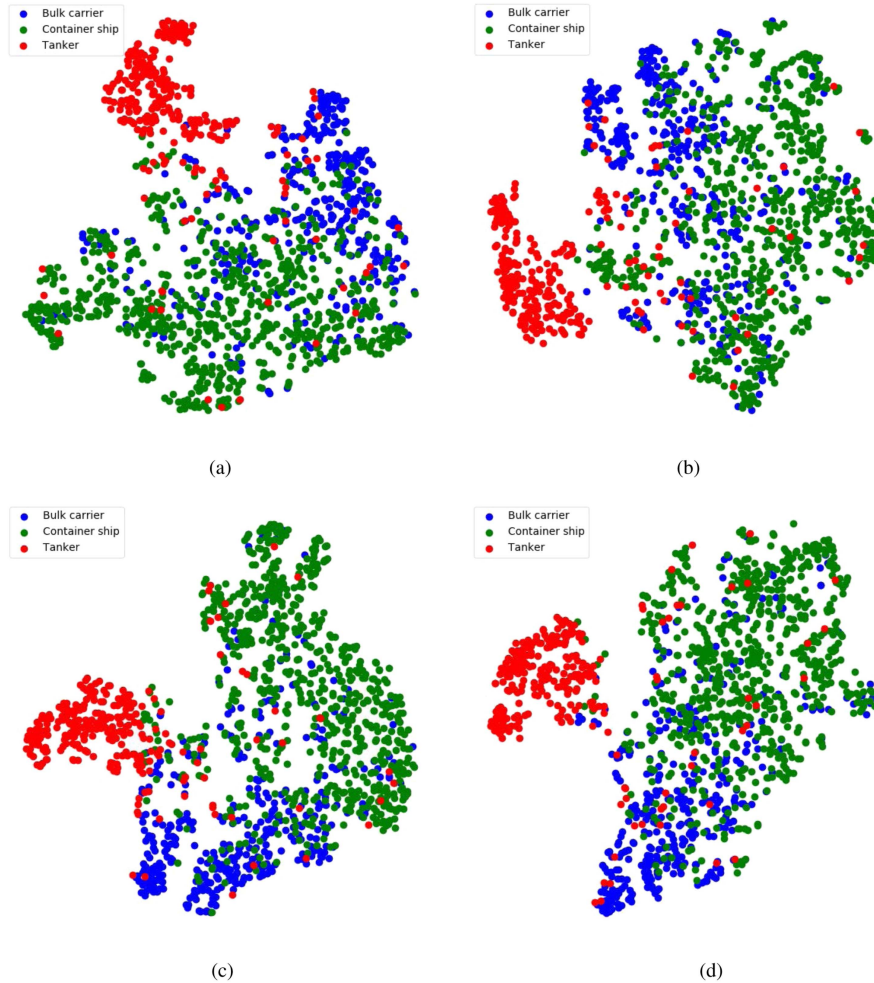 Bulk carrier
Container ship
Tanker
Bulk carrier
Container ship
Tanker
(a)
(b)
Bulk carrier
Container ship
Tanker
Bulk carrier
Container ship
Tanker
(c)
(d)